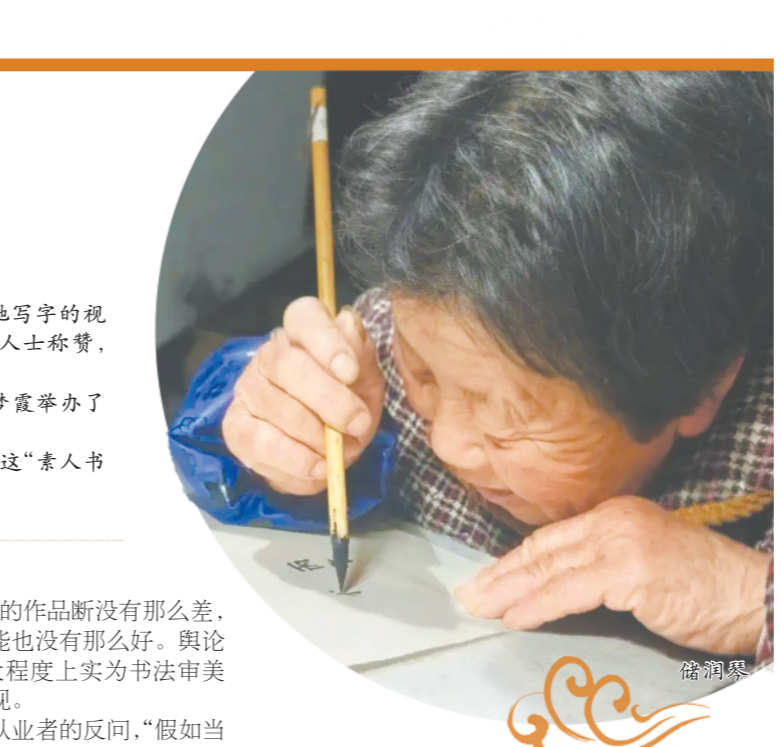 她写字的视
人士称赞，
梦霞举办了
这“素人书
的作品断没有那么差，
能也没有那么好。舆论
大程度上实为书法审美
现。
从业者的反问，“假如当
储润琴